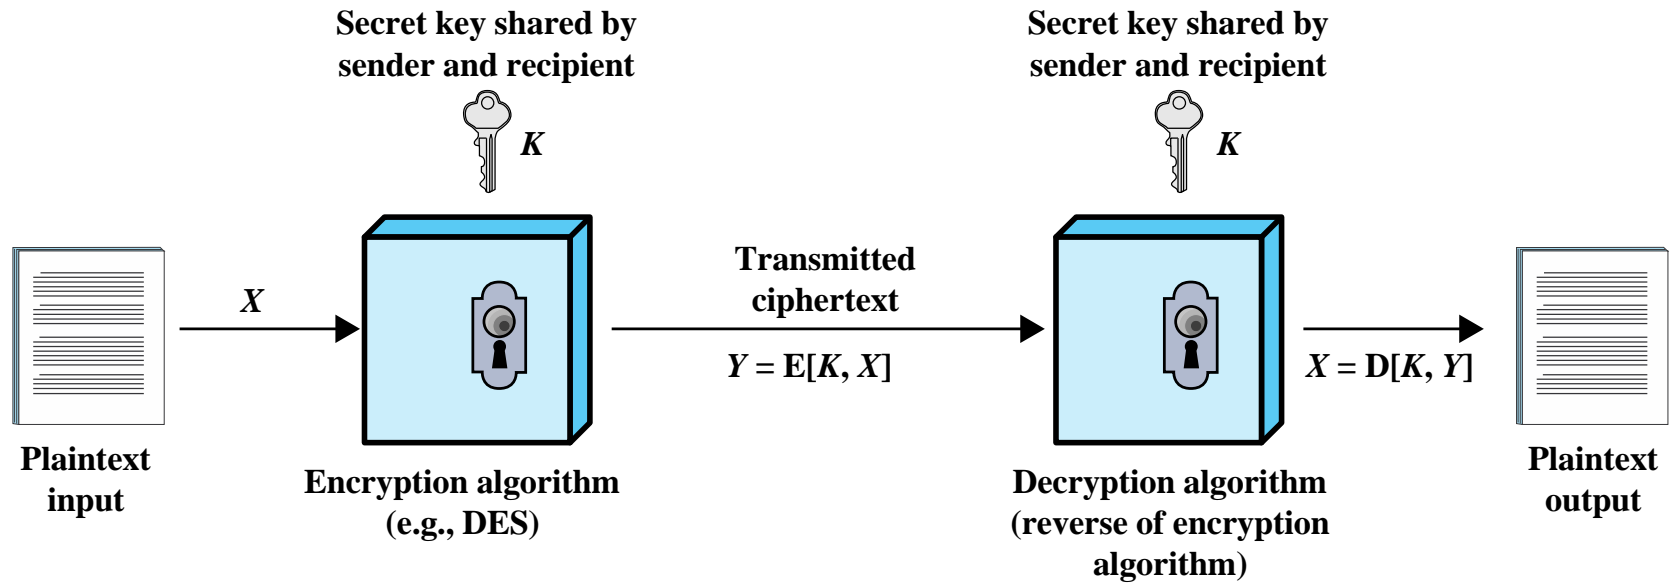 Secret key shared by
sender and recipient
K
Secret key shared by
sender and recipient
K
X
Transmitted
ciphertext
Y = E[K, X]
X = D[K, Y]
Plaintext
input
Encryption algorithm
(e.g., DES)
Decryption algorithm
(reverse of encryption
algorithm)
Plaintext
output